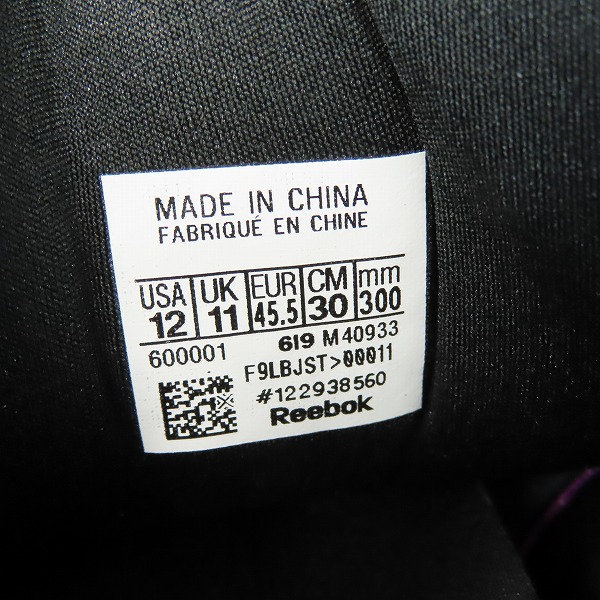 MADE IN CHINA
FABRIQUÉ EN CHINE
USA UK EUR CM mm
12 11 45.5 30 300
600001 6I9 M40933
F9LBJST>00011
#122938560
Reebok